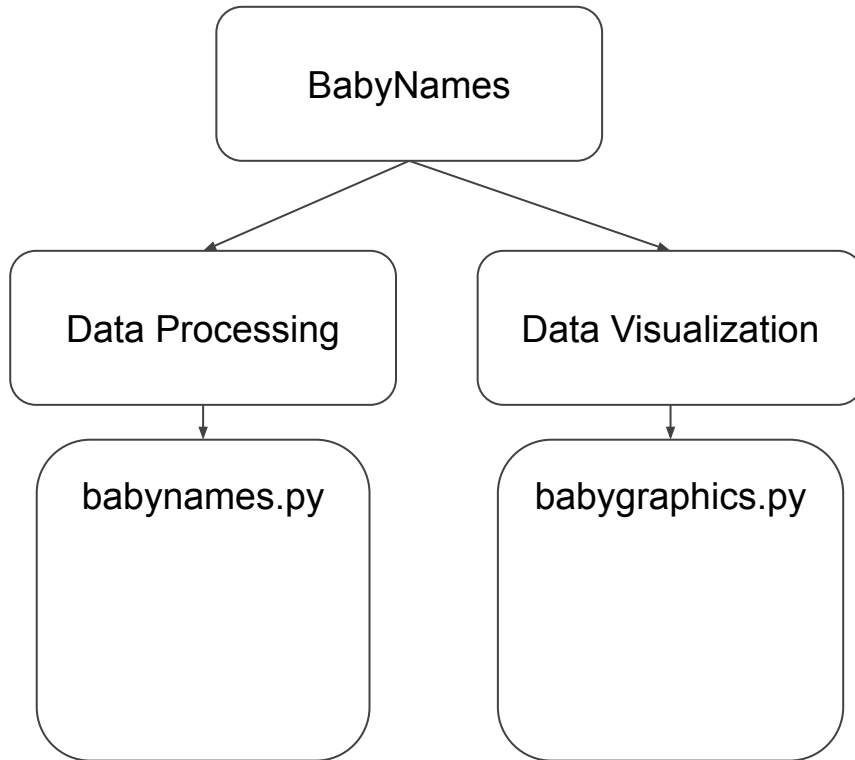 BabyNames
Data Processing
Data Visualization
babynames.py
babygraphics.py